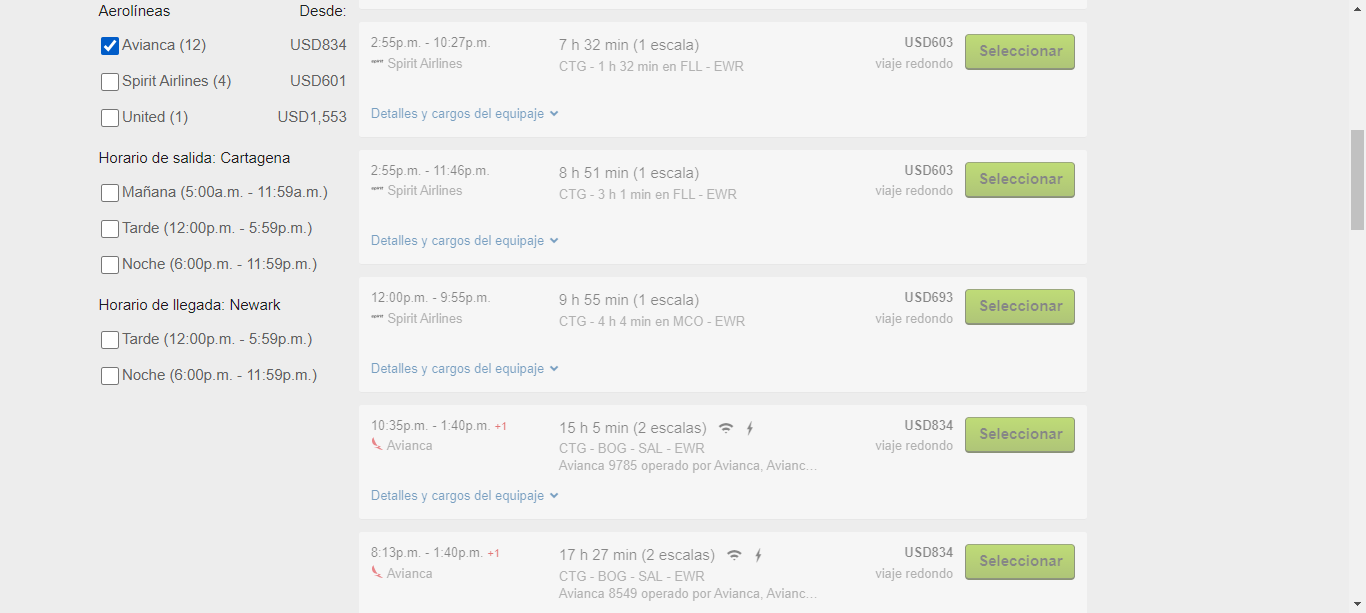 Aerolíneas Desde:
Avianca (12) USD834
Spirit Airlines (4) USD601
United (1) USD1,553
Horario de salida: Cartagena
Mañana (5:00a.m. - 11:59a.m.)
Tarde (12:00p.m. - 5:59p.m.)
Noche (6:00p.m. - 11:59p.m.)
Horario de llegada: Newark
Tarde (12:00p.m. - 5:59p.m.)
Noche (6:00p.m. - 11:59p.m.)
2:55p.m. - 10:27p.m. 7 h 32 min (1 escala) USD603 Seleccionar
Spirit Airlines CTG - 1 h 32 min en FLL - EWR viaje redondo
Detalles y cargos del equipaje
2:55p.m. - 11:46p.m. 8 h 51 min (1 escala) USD603 Seleccionar
Spirit Airlines CTG - 3 h 1 min en FLL - EWR viaje redondo
Detalles y cargos del equipaje
12:00p.m. - 9:55p.m. 9 h 55 min (1 escala) USD693 Seleccionar
Spirit Airlines CTG - 4 h 4 min en MCO - EWR viaje redondo
Detalles y cargos del equipaje
10:35p.m. - 1:40p.m. +1 15 h 5 min (2 escalas) USD834 Seleccionar
Avianca CTG - BOG - SAL - EWR viaje redondo
Avianca 9785 operado por Avianca, Avianc...
Detalles y cargos del equipaje
8:13p.m. - 1:40p.m. +1 17 h 27 min (2 escalas) USD834 Seleccionar
Avianca CTG - BOG - SAL - EWR viaje redondo
Avianca 8549 operado por Avianca, Avianc...